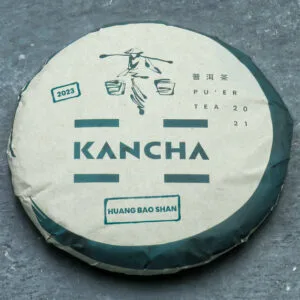 2023
普洱茶
PU'ER
TEA 20
21
KANCHA
HUANG BAO SHAN